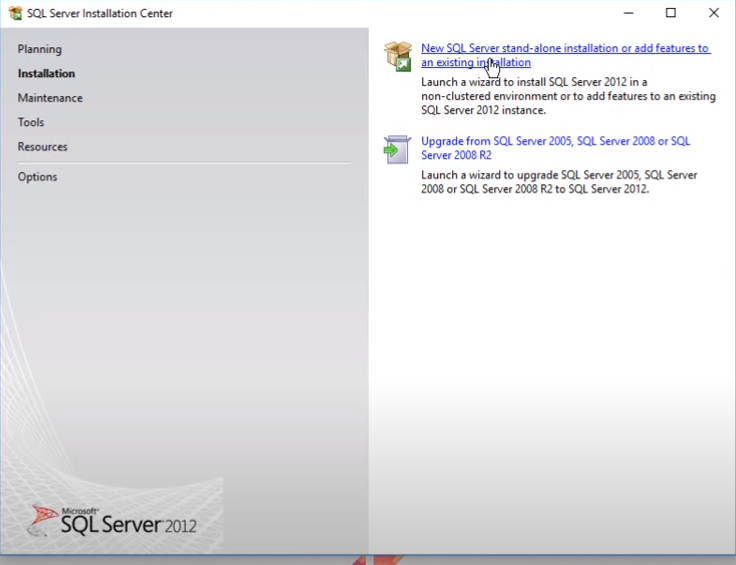 SQL Server Installation Center
Planning
Installation
Maintenance
Tools
Resources
Options
New SQL Server stand-alone installation or add features to
an existing installation
Launch a wizard to install SQL Server 2012 in a
non-clustered environment or to add features to an existing
SQL Server 2012 instance.
Upgrade from SQL Server 2005, SQL Server 2008 or SQL
Server 2008 R2
Launch a wizard to upgrade SQL Server 2005, SQL Server
2008 or SQL Server 2008 R2 to SQL Server 2012.
Microsoft®
SQL Server 2012